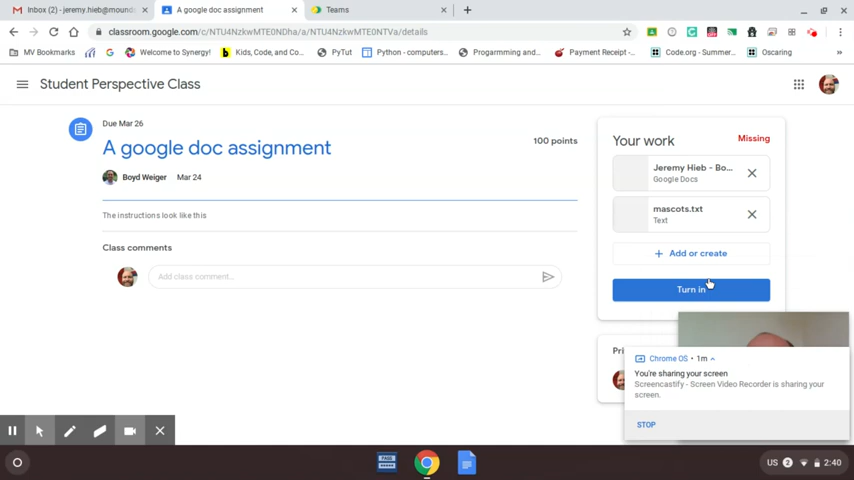 Inbox (2) - jeremy.hieb@mound
A google doc assignment
Teams
classroom.google.com/c/NTU4NzkwMTE0NDha/a/NTU4NzkwMTE0NTVa/details
MV Bookmarks
Welcome to Synergy!
Kids, Code, and Co...
PyTut
Python - computers...
Progarmming and...
Payment Receipt -...
Code.org - Summer...
Oscaring
Student Perspective Class
Due Mar 26
A google doc assignment
100 points
Boyd Weiger Mar 24
The instructions look like this
Class comments
Add class comment...
Your work
Missing
Jeremy Hieb - Bo...
Google Docs
mascots.txt
Text
+ Add or create
Turn in
Pri
Chrome OS • 1m
You're sharing your screen
Screencastify - Screen Video Recorder is sharing your
screen.
STOP
US 2 2:40